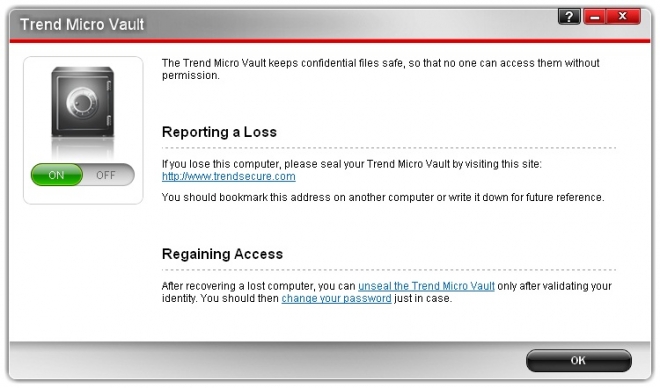 Trend Micro Vault
?
The Trend Micro Vault keeps confidential files safe, so that no one can access them without
permission.
Reporting a Loss
If you lose this computer, please seal your Trend Micro Vault by visiting this site:
http://www.trendsecure.com
You should bookmark this address on another computer or write it down for future reference.
ON OFF
Regaining Access
After recovering a lost computer, you can unseal the Trend Micro Vault only after validating your
identity. You should then change your password just in case.
OK